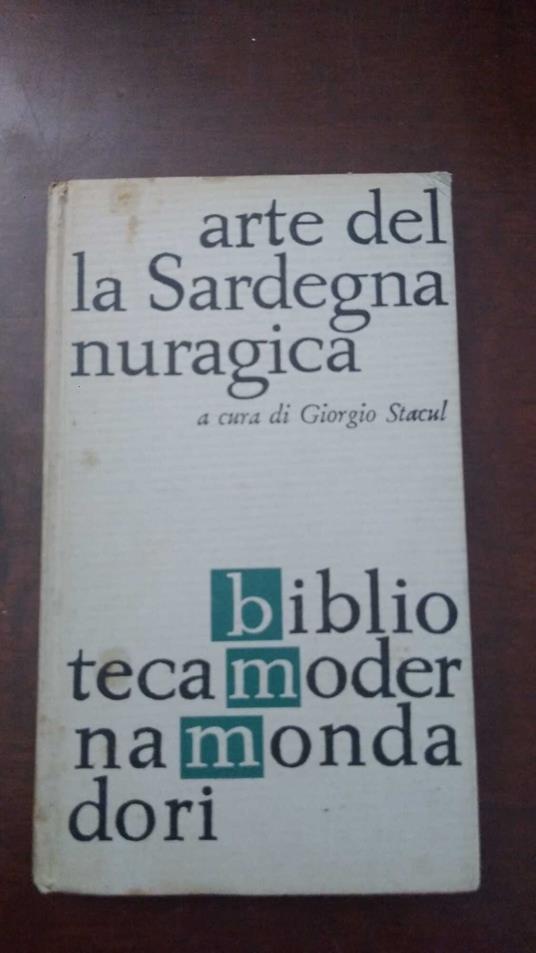 arte del
la Sardegna
nuragica
a cura di Giorgio Stacul
biblio
tecamoder
namonda
dori